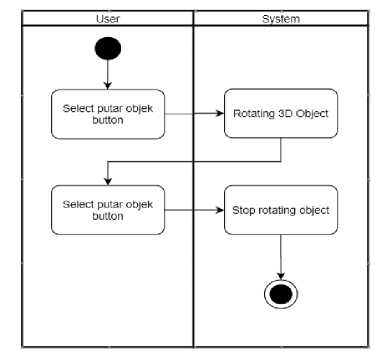 User
System
Select putar objek
button
Rotating 3D Object
Select putar objek
button
Stop rotating object